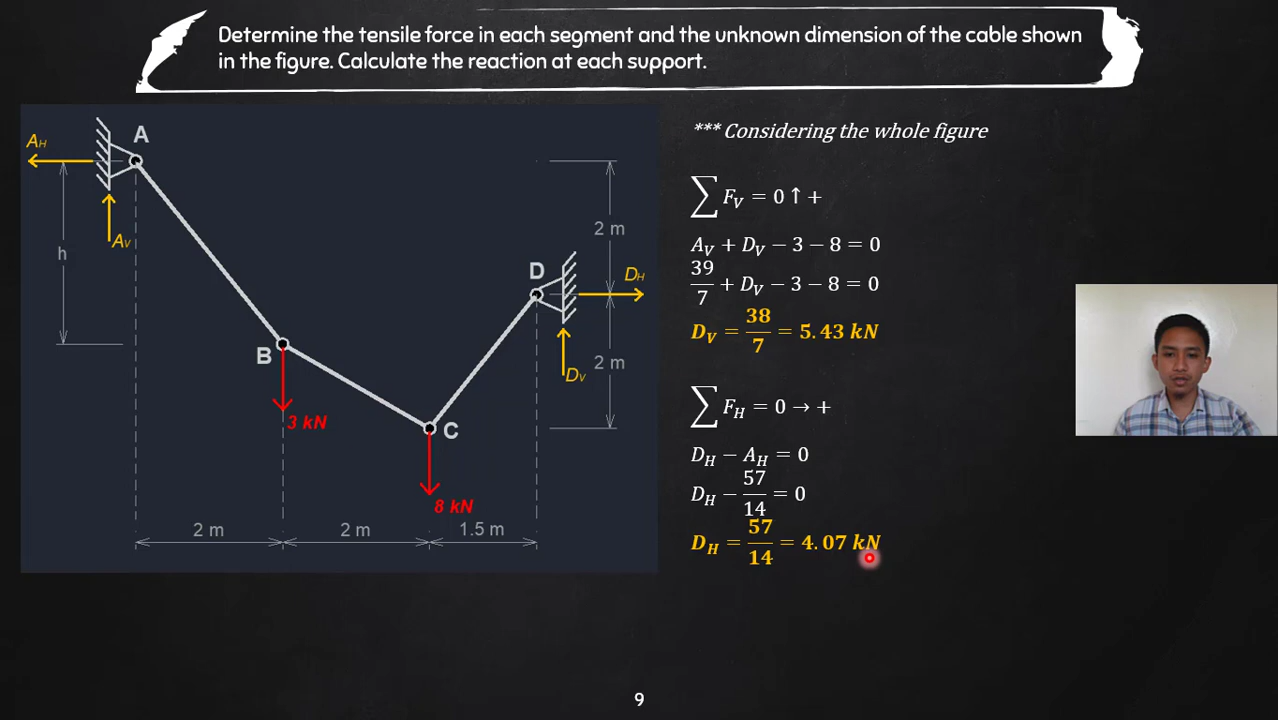 Determine the tensile force in each segment and the unknown dimension of the cable shown
in the figure. Calculate the reaction at each support.
A_H
A
A_V
h
B
3 kN
C
8 kN
D
D_H
D_V
2 m
2 m
2 m
2 m
1.5 m
*** Considering the whole figure
∑ F_V = 0 ↑ +
A_V + D_V − 3 − 8 = 0
39/7 + D_V − 3 − 8 = 0
D_V = 38/7 = 5.43 kN
∑ F_H = 0 → +
D_H − A_H = 0
D_H − 57/14 = 0
D_H = 57/14 = 4.07 kN
9